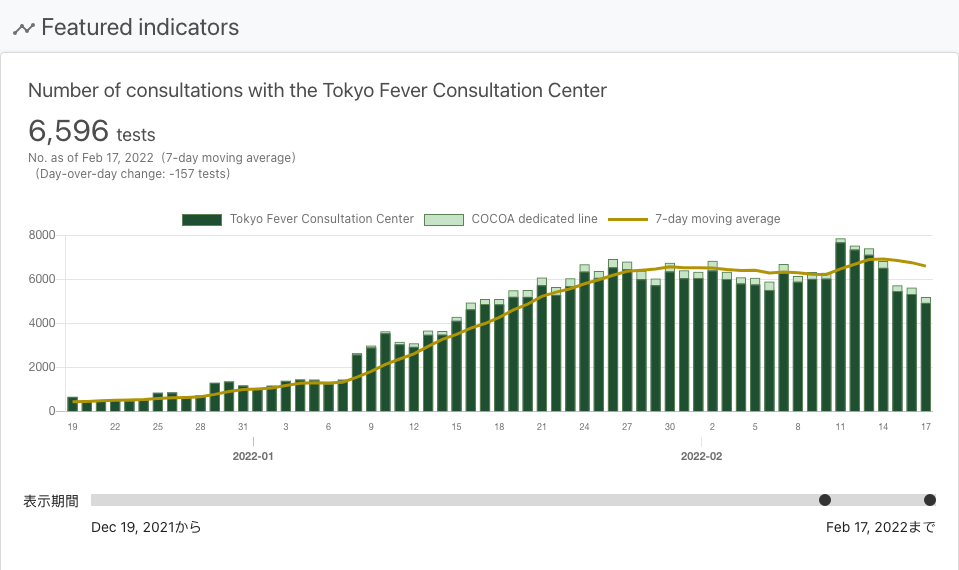 Featured indicators
Number of consultations with the Tokyo Fever Consultation Center
6,596 tests
No. as of Feb 17, 2022 (7-day moving average)
(Day-over-day change: -157 tests)
Tokyo Fever Consultation Center COCOA dedicated line 7-day moving average
8000
6000
4000
2000
0
19 22 25 28 31 3 6 9 12 15 18 21 24 27 30 2 5 8 11 14 17
2022-01 2022-02
表示期間
Dec 19, 2021から Feb 17, 2022まで